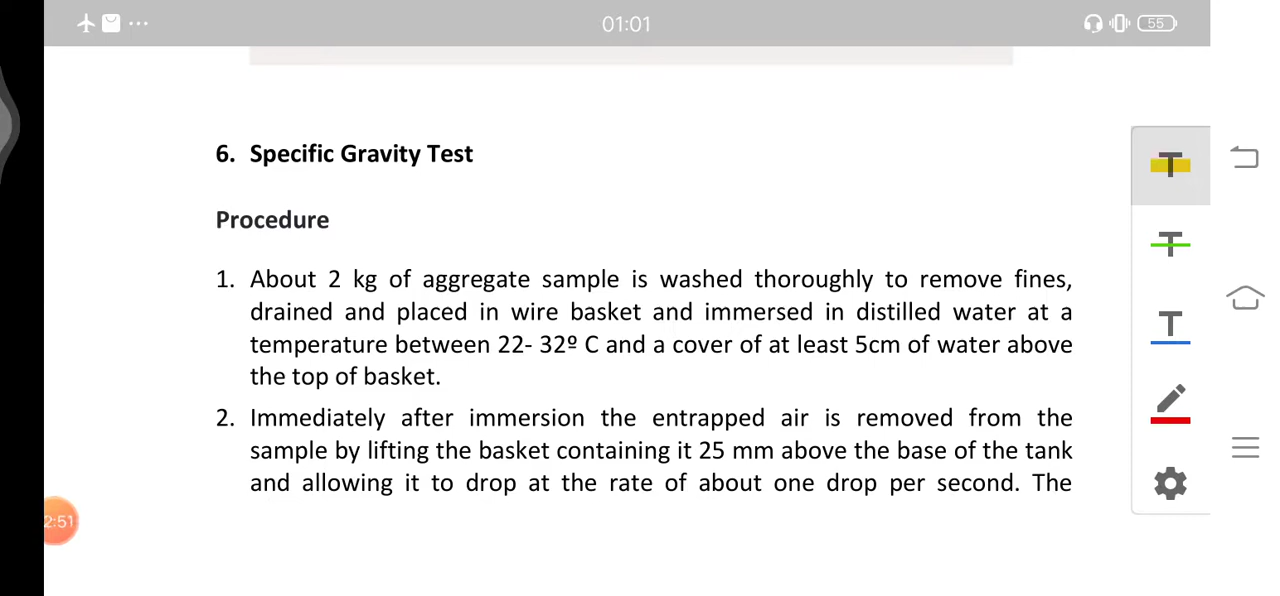 01:01
55
6. Specific Gravity Test
Procedure
1. About 2 kg of aggregate sample is washed thoroughly to remove fines,
drained and placed in wire basket and immersed in distilled water at a
temperature between 22- 32º C and a cover of at least 5cm of water above
the top of basket.
2. Immediately after immersion the entrapped air is removed from the
sample by lifting the basket containing it 25 mm above the base of the tank
and allowing it to drop at the rate of about one drop per second. The
2:51
T
T
T